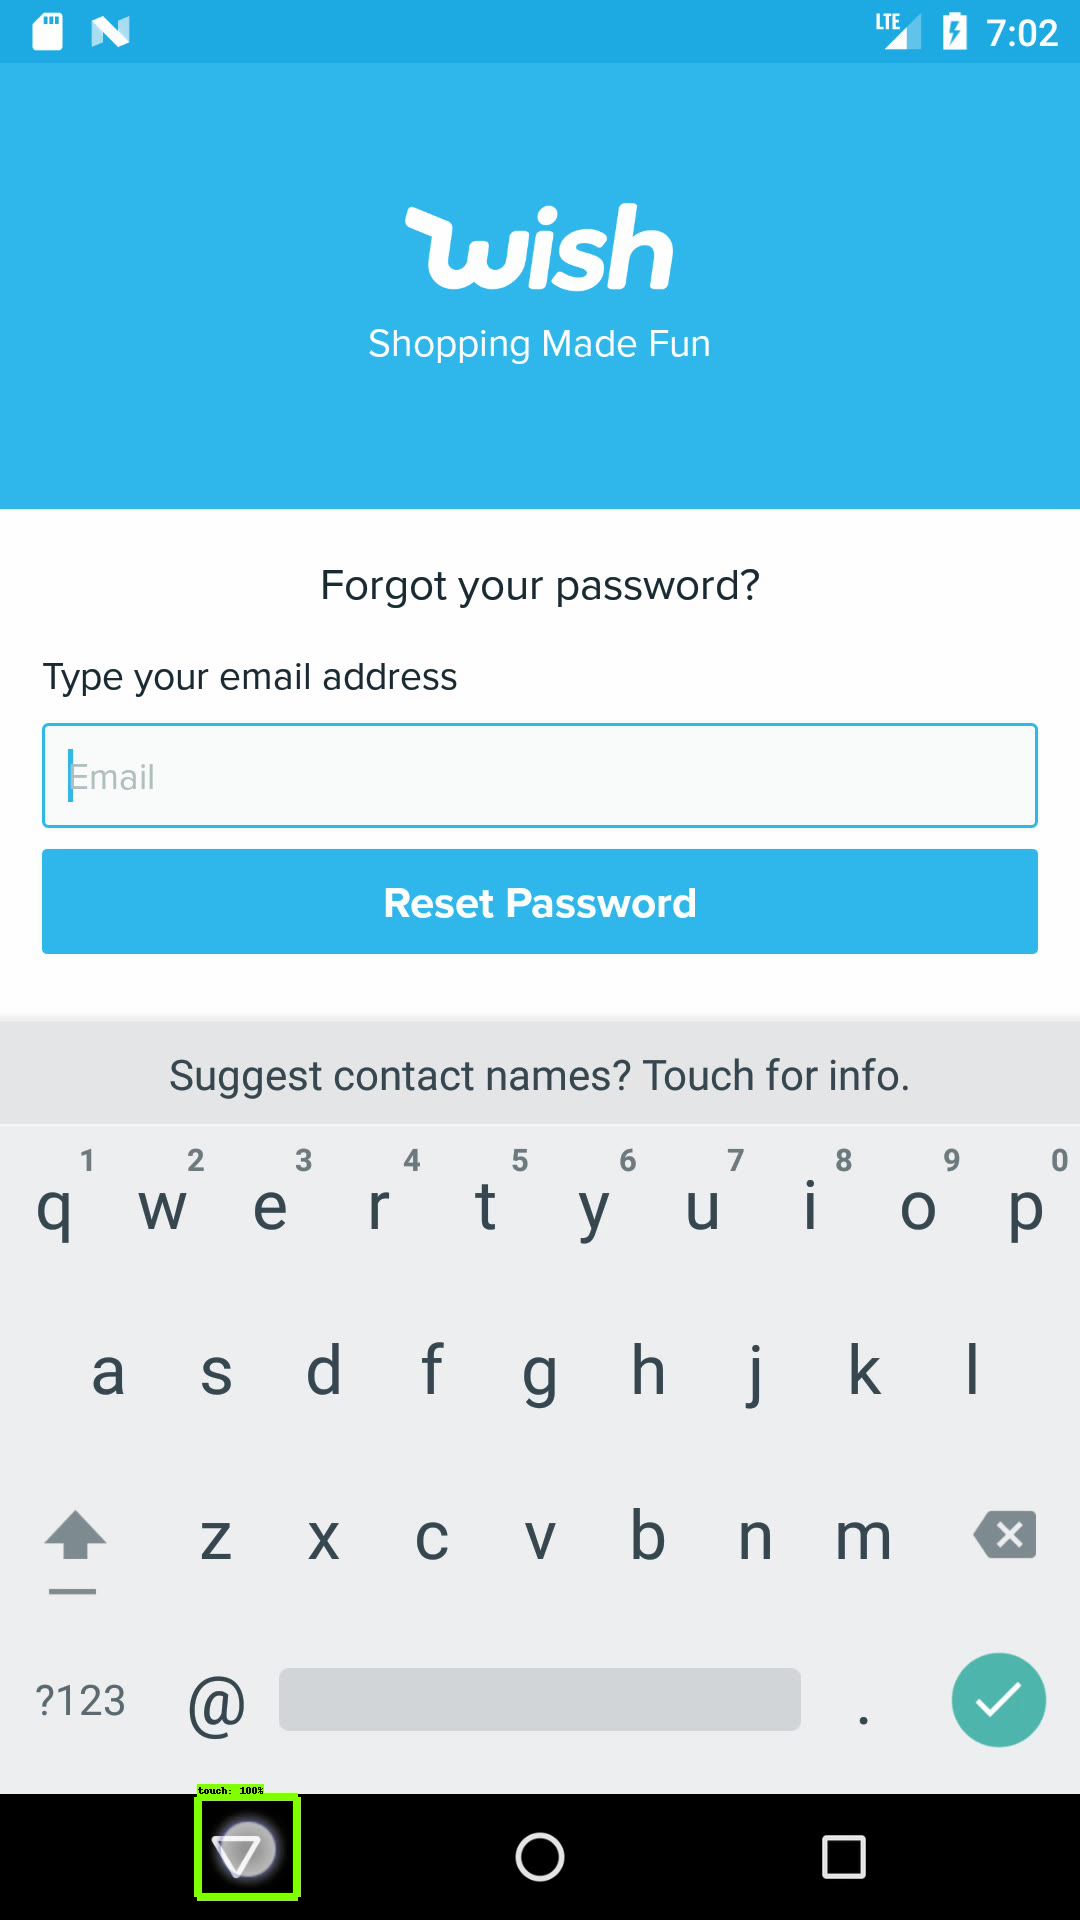 LTE 7:02
wish
Shopping Made Fun
Forgot your password?
Type your email address
Email
Reset Password
Suggest contact names? Touch for info.
1 2 3 4 5 6 7 8 9 0
q w e r t y u i o p
a s d f g h j k l
z x c v b n m
?123 @ .
touch: 100%